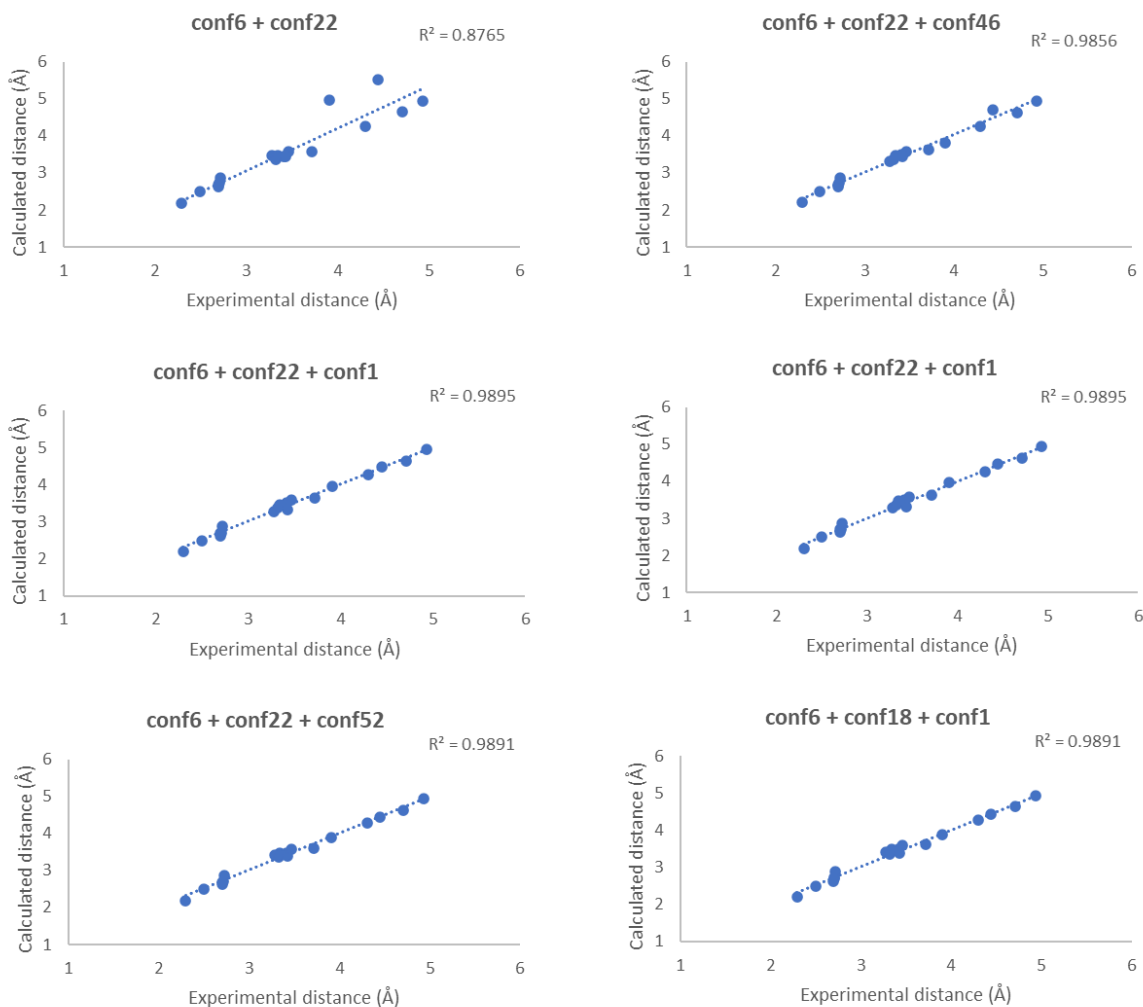 conf6 + conf22
R² = 0.8765
Calculated distance (Å)
6
5
4
3
2
1
1 2 3 4 5 6
Experimental distance (Å)
conf6 + conf22 + conf46
R² = 0.9856
Calculated distance (Å)
6
5
4
3
2
1
1 2 3 4 5 6
Experimental distance (Å)
conf6 + conf22 + conf1
R² = 0.9895
Calculated distance (Å)
6
5
4
3
2
1
1 2 3 4 5 6
Experimental distance (Å)
conf6 + conf22 + conf1
R² = 0.9895
Calculated distance (Å)
6
5
4
3
2
1
1 2 3 4 5 6
Experimental distance (Å)
conf6 + conf22 + conf52
R² = 0.9891
Calculated distance (Å)
6
5
4
3
2
1
1 2 3 4 5 6
Experimental distance (Å)
conf6 + conf18 + conf1
R² = 0.9891
Calculated distance (Å)
6
5
4
3
2
1
1 2 3 4 5 6
Experimental distance (Å)